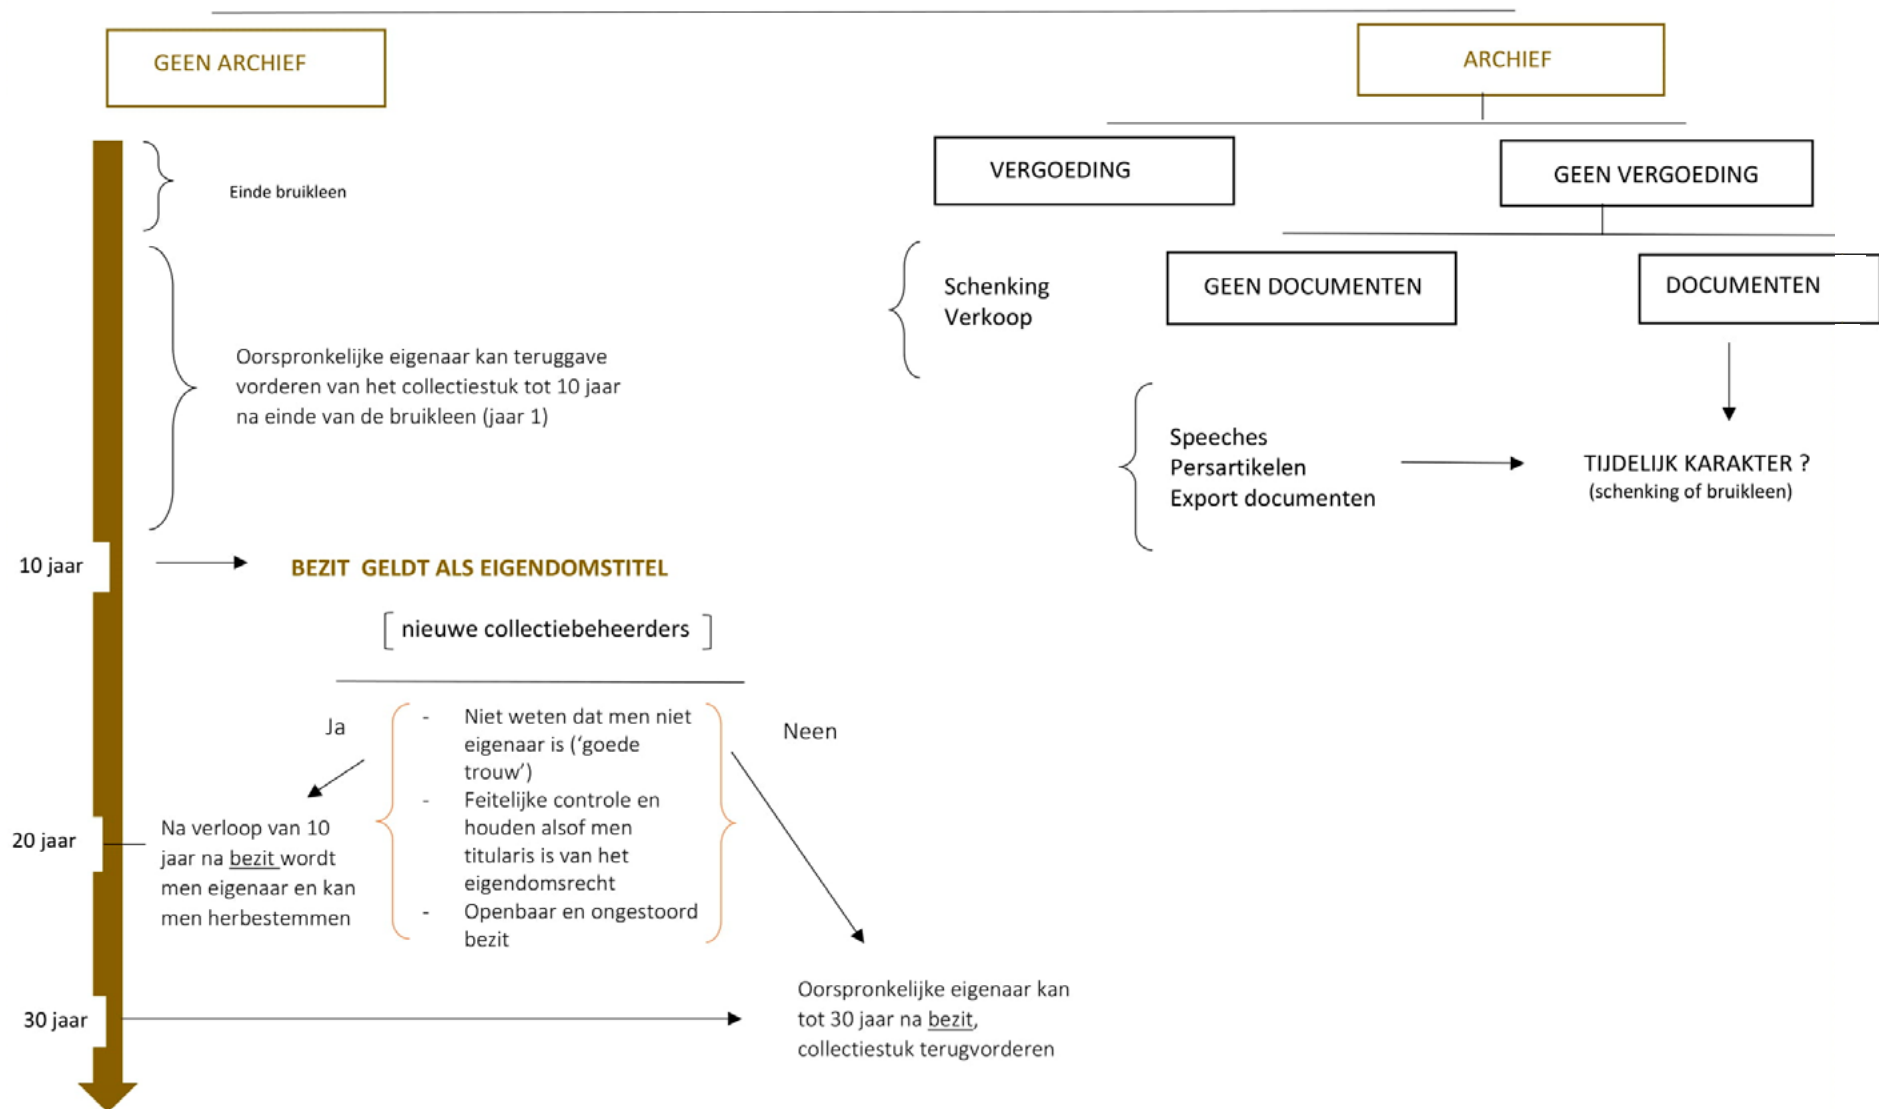 GEEN ARCHIEF
ARCHIEF
VERGOEDING
GEEN VERGOEDING
Einde bruikleen
Schenking
Verkoop
GEEN DOCUMENTEN
DOCUMENTEN
Oorspronkelijke eigenaar kan teruggave
vorderen van het collectiestuk tot 10 jaar
na einde van de bruikleen (jaar 1)
Speeches
Persartikelen
Export documenten
TIJDELIJK KARAKTER ?
(schenking of bruikleen)
10 jaar
BEZIT GELDT ALS EIGENDOMSTITEL
[ nieuwe collectiebeheerders ]
Ja
- Niet weten dat men niet
eigenaar is (‘goede
trouw’)
- Feitelijke controle en
houden alsof men
titularis is van het
eigendomsrecht
- Openbaar en ongestoord
bezit
Neen
20 jaar
Na verloop van 10
jaar na bezit wordt
men eigenaar en kan
men herbestemmen
30 jaar
Oorspronkelijke eigenaar kan
tot 30 jaar na bezit,
collectiestuk terugvorderen